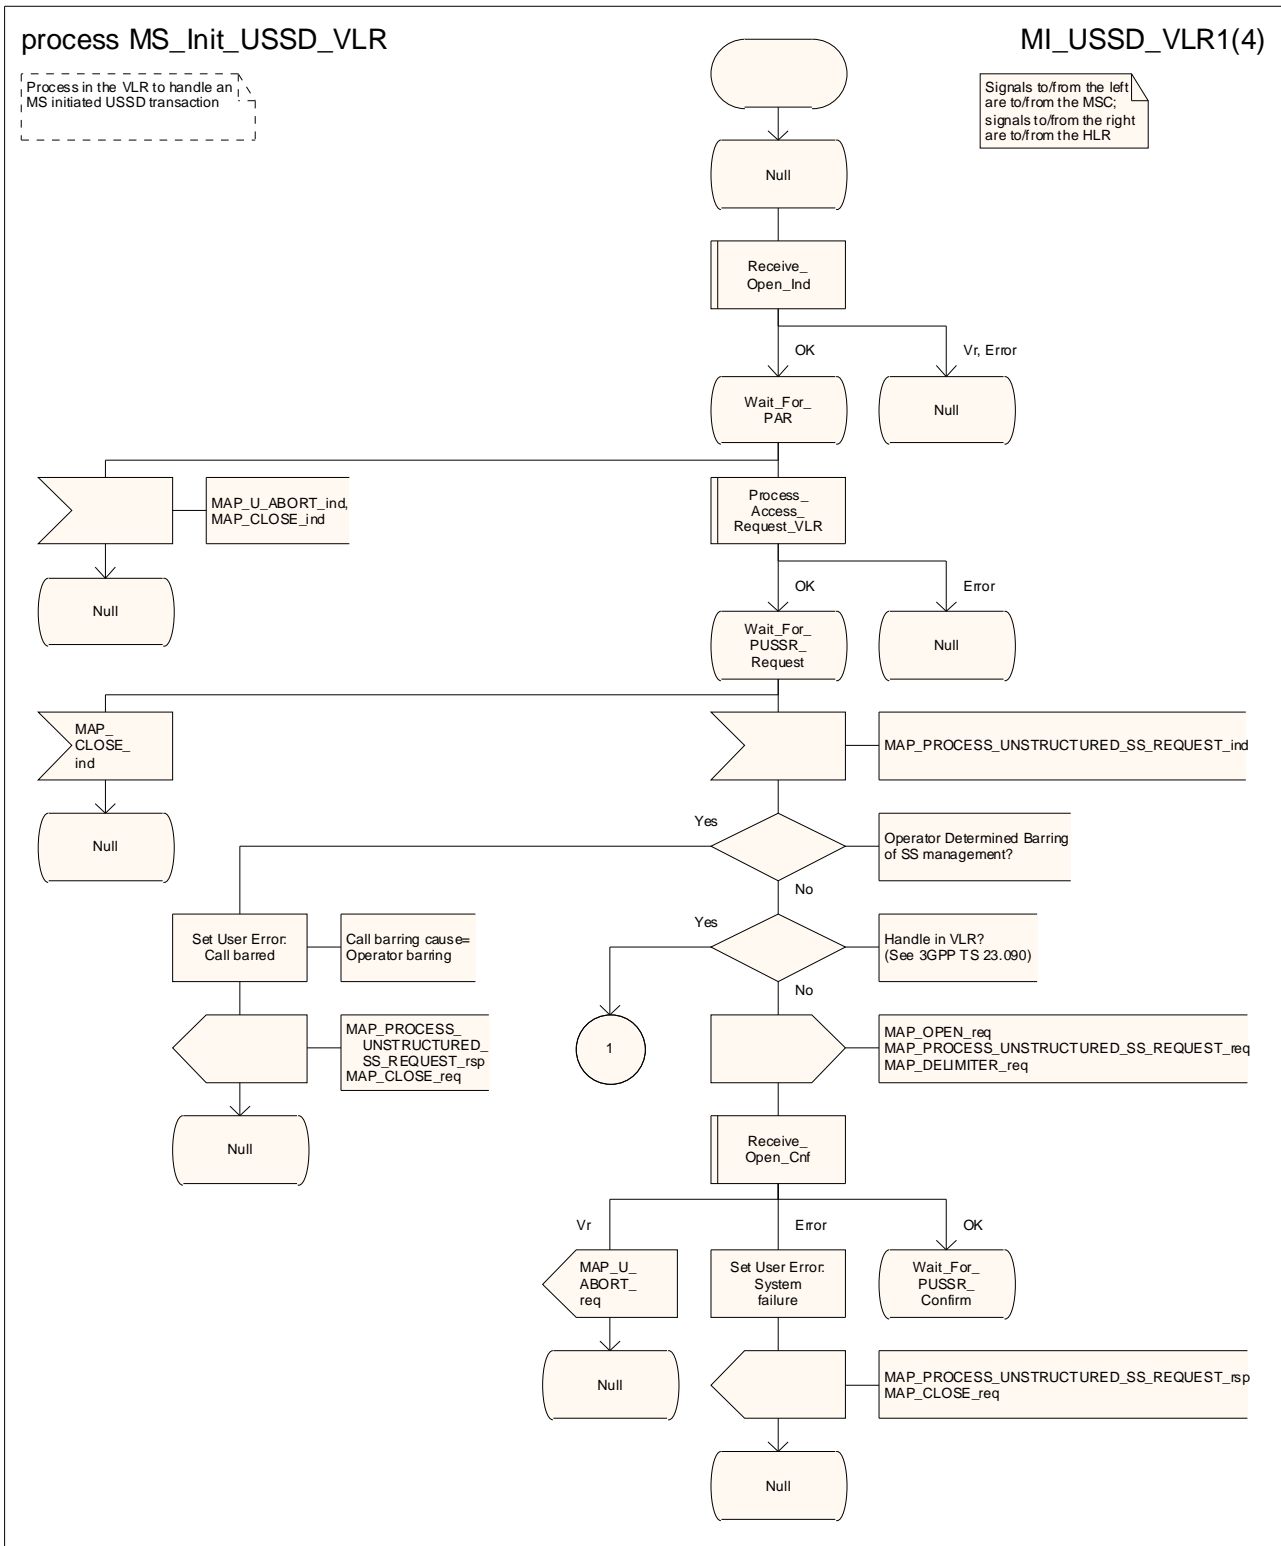 process MS_Init_USSD_VLR
MI_USSD_VLR1(4)
Process in the VLR to handle an
MS initiated USSD transaction
Signals to/from the left
are to/from the MSC;
signals to/from the right
are to/from the HLR
Null
Receive_
Open_Ind
OK
Vr, Error
Wait_For_
PAR
Null
MAP_U_ABORT_ind,
MAP_CLOSE_ind
Process_
Access_
Request_VLR
Null
OK
Error
Wait_For_
PUSSR_
Request
Null
MAP_
CLOSE_
ind
MAP_PROCESS_UNSTRUCTURED_SS_REQUEST_ind
Null
Yes
Operator Determined Barring
of SS management?
No
Set User Error:
Call barred
Call barring cause=
Operator barring
Yes
Handle in VLR?
(See 3GPP TS 23.090)
No
MAP_PROCESS_
UNSTRUCTURED_
SS_REQUEST_rsp
MAP_CLOSE_req
1
MAP_OPEN_req
MAP_PROCESS_UNSTRUCTURED_SS_REQUEST_req
MAP_DELIMITER_req
Null
Receive_
Open_Cnf
Vr
Error
OK
MAP_U_
ABORT_
req
Set User Error:
System
failure
Wait_For_
PUSSR_
Confirm
Null
MAP_PROCESS_UNSTRUCTURED_SS_REQUEST_rsp
MAP_CLOSE_req
Null